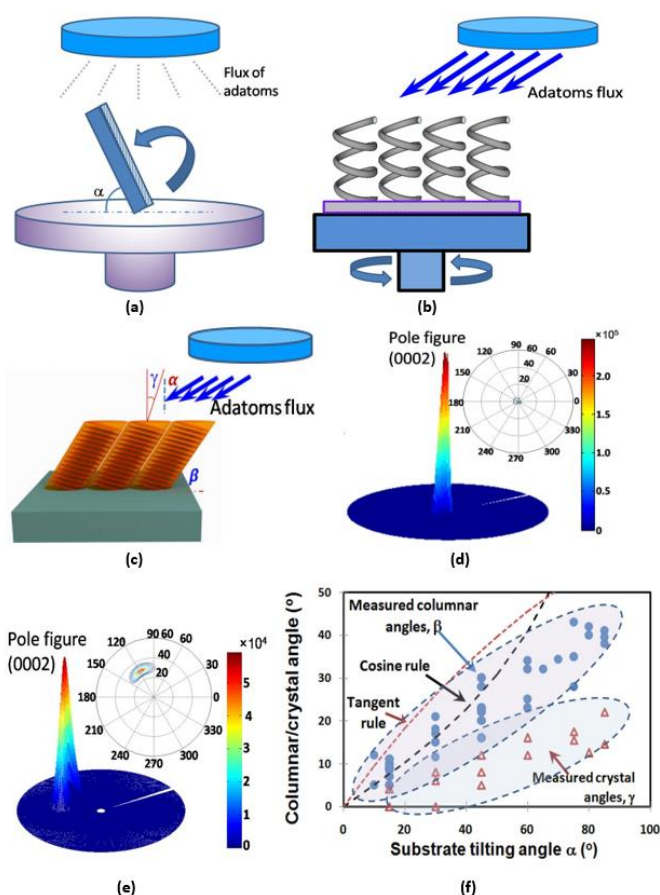 Flux of
adatoms
α
(a)
Adatoms flux
(b)
γ
α
Adatoms flux
β
(c)
Pole figure
(0002)
90
60
120
60
40
150
30
20
180
0
210
330
240
300
270
×10⁵
2.0
1.5
1.0
0.5
0
(d)
Pole figure
(0002)
90
60
120
60
40
150
30
20
180
0
210
330
240
300
270
×10⁴
5
4
3
2
1
0
(e)
Columnar/crystal angle (°)
50
40
30
20
10
0
Measured columnar
angles, β
Cosine rule
Tangent
rule
Measured crystal
angles, γ
0 20 40 60 80 100
Substrate tilting angle α (°)
(f)